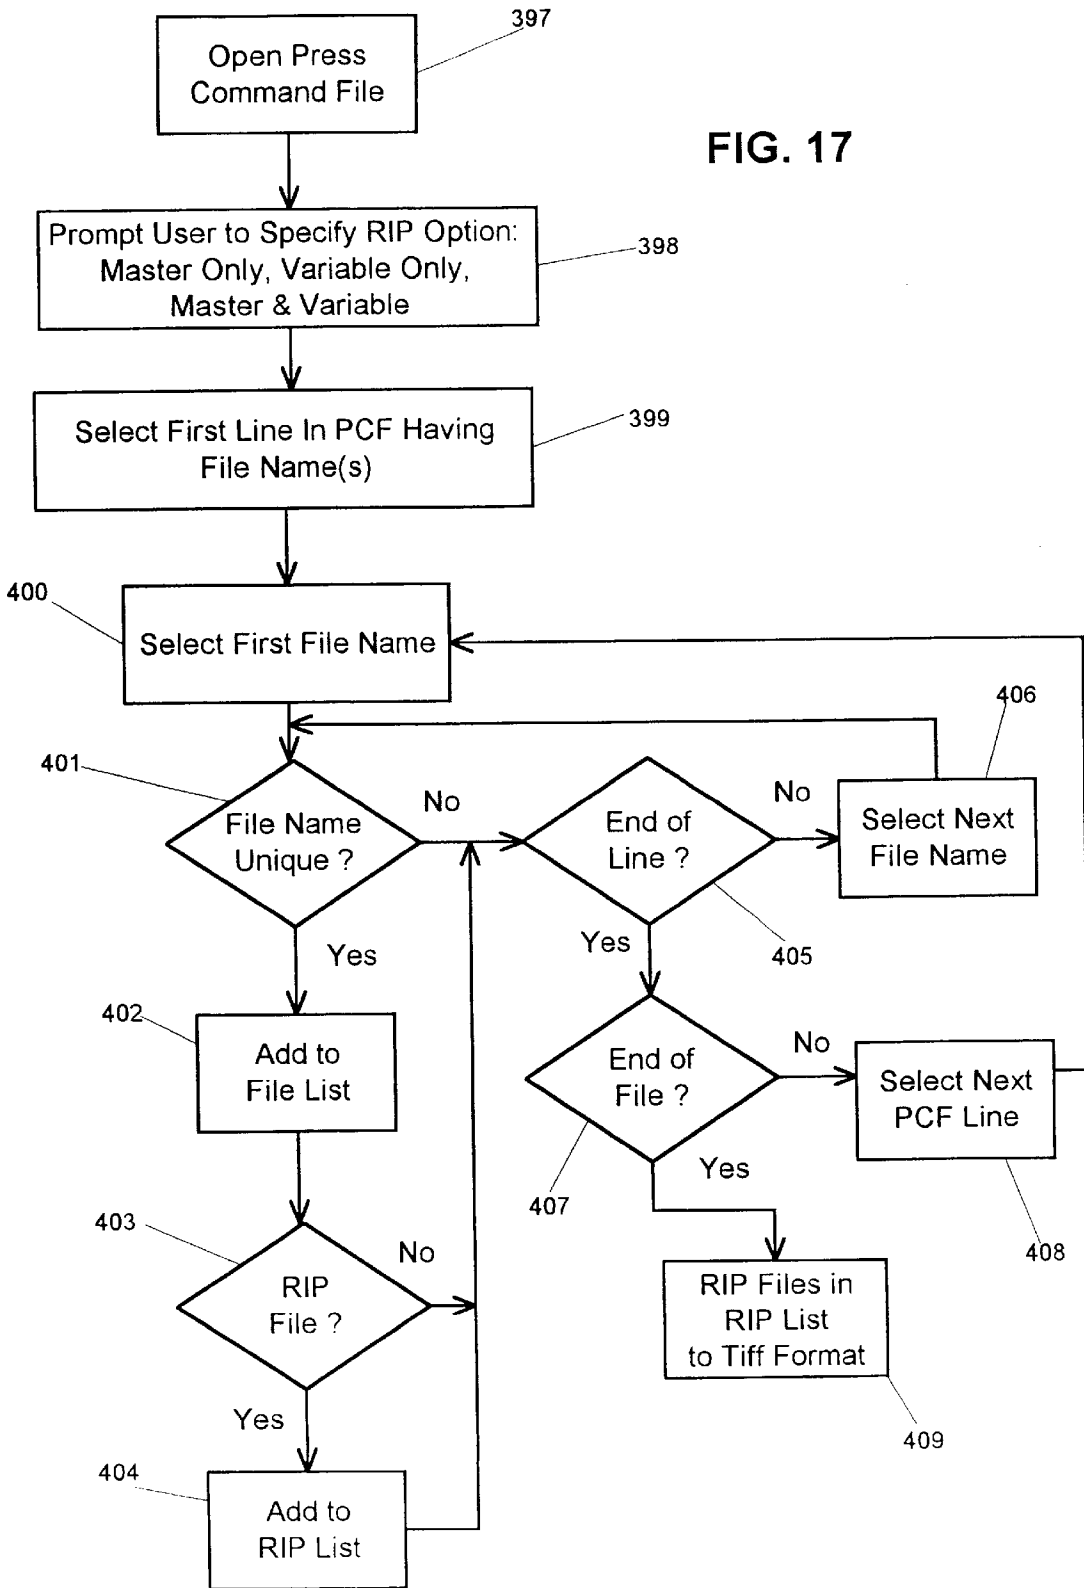 397
Open Press
Command File
FIG. 17
Prompt User to Specify RIP Option:
Master Only, Variable Only,
Master & Variable
398
Select First Line In PCF Having
File Name(s)
399
400
Select First File Name
406
401
File Name
Unique ?
No
End of
Line ?
No
Select Next
File Name
Yes
Yes
405
402
Add to
File List
End of
File ?
No
Select Next
PCF Line
407
Yes
408
403
RIP
File ?
No
RIP Files in
RIP List
to Tiff Format
Yes
409
404
Add to
RIP List